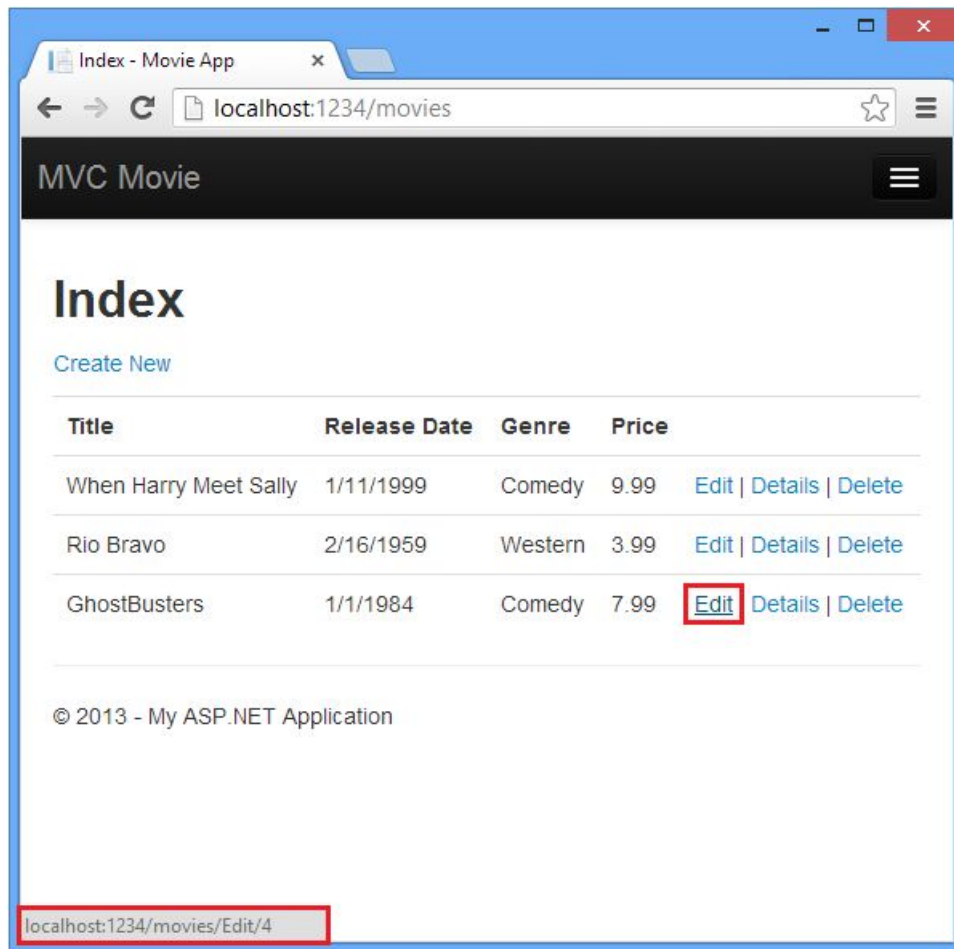 Index - Movie App
localhost:1234/movies
MVC Movie
Index
Create New
Title Release Date Genre Price
When Harry Meet Sally 1/11/1999 Comedy 9.99 Edit | Details | Delete
Rio Bravo 2/16/1959 Western 3.99 Edit | Details | Delete
GhostBusters 1/1/1984 Comedy 7.99 Edit Details | Delete
© 2013 - My ASP.NET Application
localhost:1234/movies/Edit/4